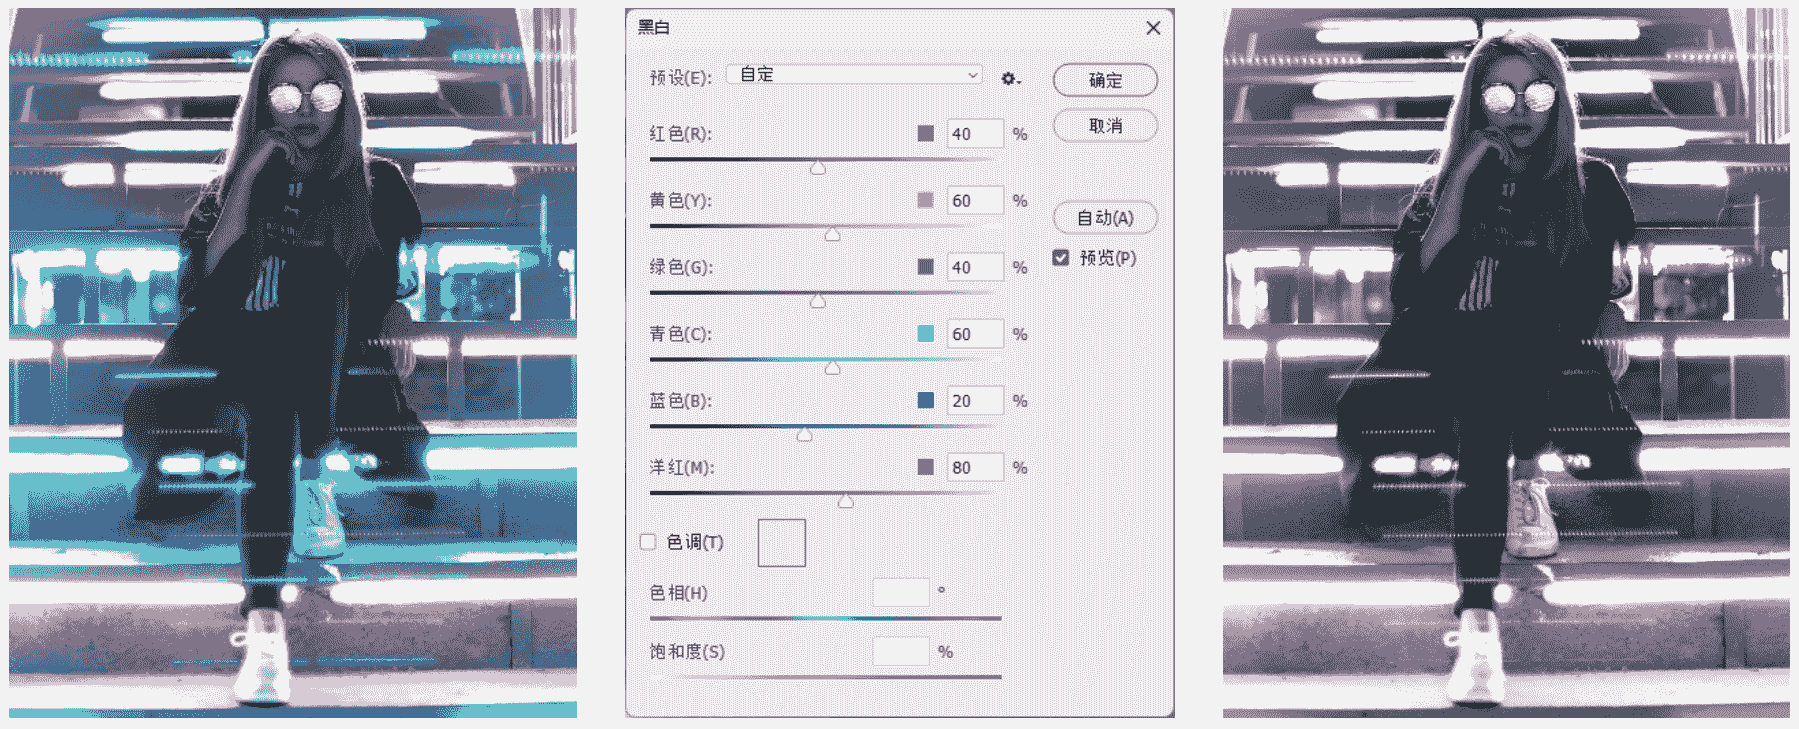 黑白
预设(E): 自定
确定
取消
红色(R): 40 %
黄色(Y): 60 %
自动(A)
预览(P)
绿色(G): 40 %
青色(C): 60 %
蓝色(B): 20 %
洋红(M): 80 %
色调(T)
色相(H) °
饱和度(S) %